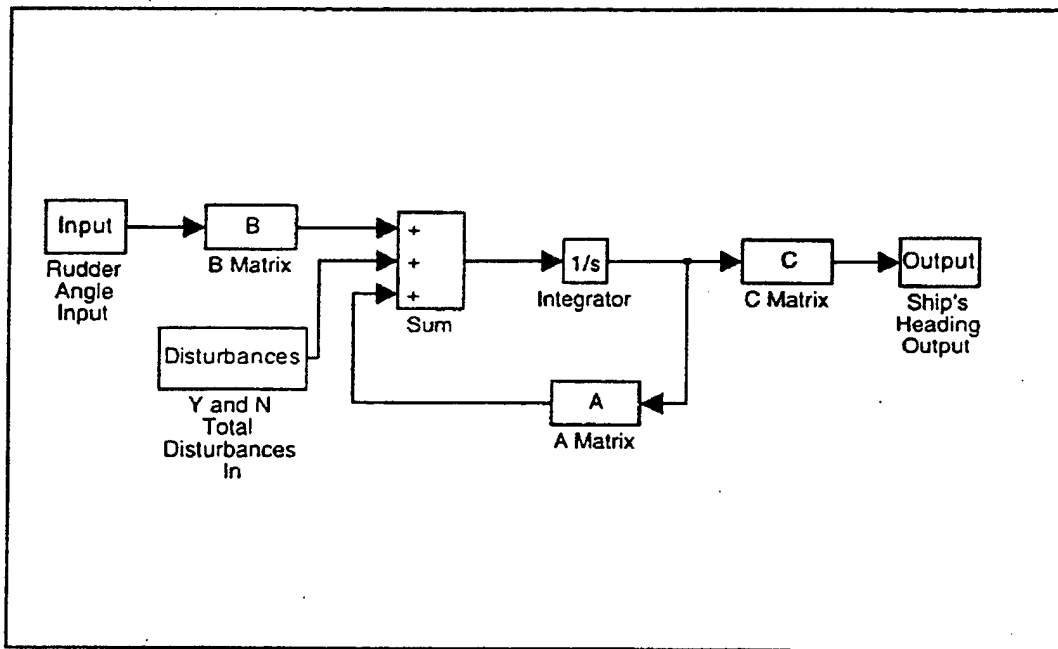 Input
Rudder
Angle
Input
B
B Matrix
Disturbances
Y and N
Total
Disturbances
In
+
+
+
Sum
1/s
Integrator
A
A Matrix
C
C Matrix
Output
Ship's
Heading
Output